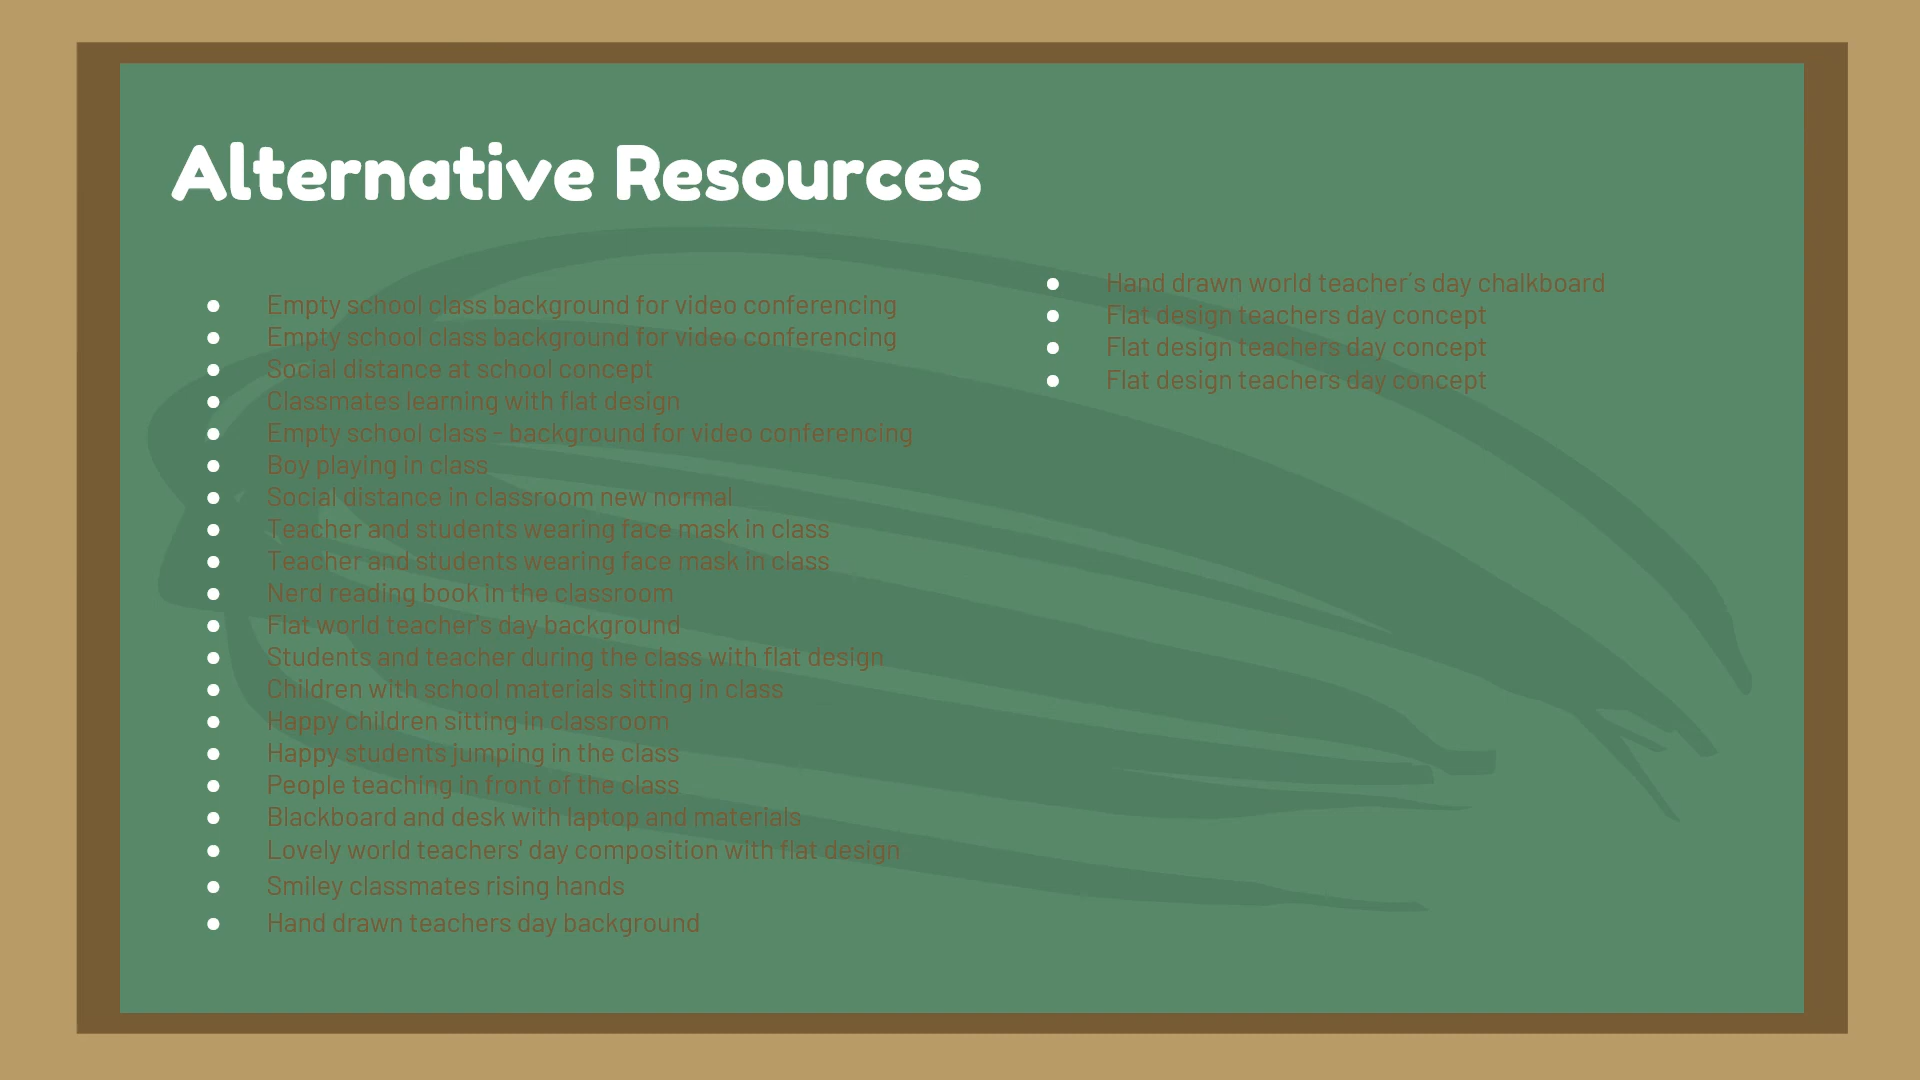 Alternative Resources
Empty school class background for video conferencing
Empty school class background for video conferencing
Social distance at school concept
Classmates learning with flat design
Empty school class - background for video conferencing
Boy playing in class
Social distance in classroom new normal
Teacher and students wearing face mask in class
Teacher and students wearing face mask in class
Nerd reading book in the classroom
Flat world teacher's day background
Students and teacher during the class with flat design
Children with school materials sitting in class
Happy children sitting in classroom
Happy students jumping in the class
People teaching in front of the class
Blackboard and desk with laptop and materials
Lovely world teachers' day composition with flat design
Smiley classmates rising hands
Hand drawn teachers day background
Hand drawn world teacher's day chalkboard
Flat design teachers day concept
Flat design teachers day concept
Flat design teachers day concept